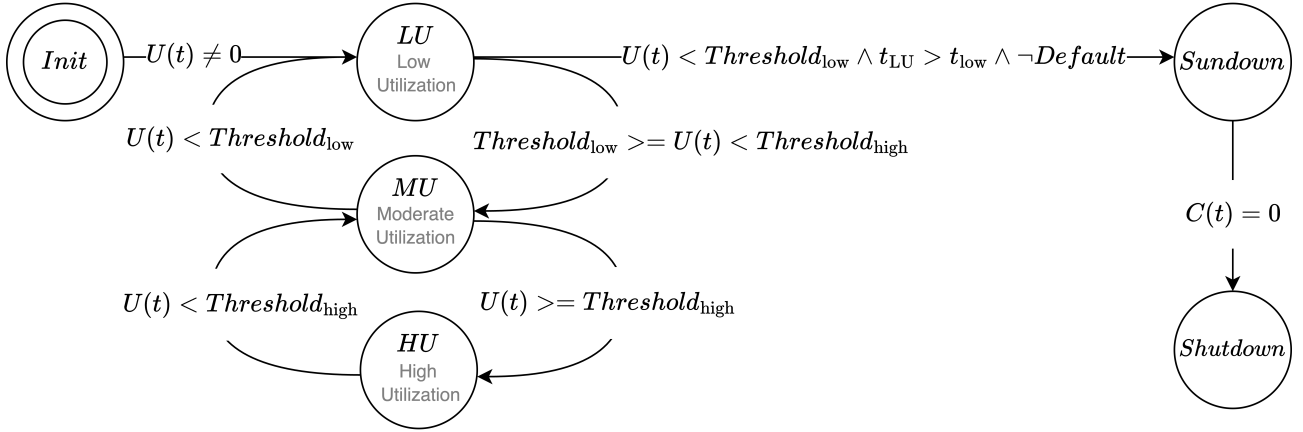 Init
U(t) ≠ 0
LU
Low
Utilization
U(t) < Threshold_low ∧ t_LU > t_low ∧ ¬Default
Sundown
U(t) < Threshold_low
Threshold_low >= U(t) < Threshold_high
MU
Moderate
Utilization
C(t) = 0
U(t) < Threshold_high
U(t) >= Threshold_high
HU
High
Utilization
Shutdown